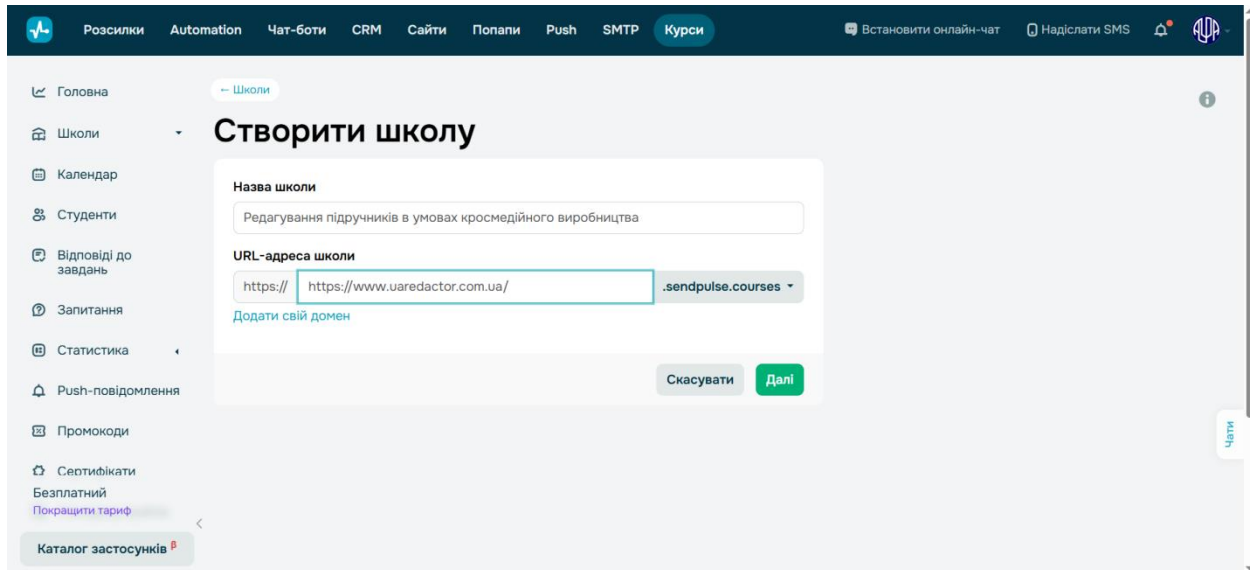 Розсилки Automation Чат-боти CRM Сайти Попапи Push SMTP Курси Встановити онлайн-чат Надіслати SMS
Головна
Школи
Календар
Студенти
Відповіді до
завдань
Запитання
Статистика
Push-повідомлення
Промокоди
Сертифікати
Безплатний
Покращити тариф
Каталог застосунків β
← Школи
Створити школу
Назва школи
Редагування підручників в умовах кросмедійного виробництва
URL-адреса школи
https:// https://www.uaredactor.com.ua/ .sendpulse.courses
Додати свій домен
Скасувати Далі
Чати